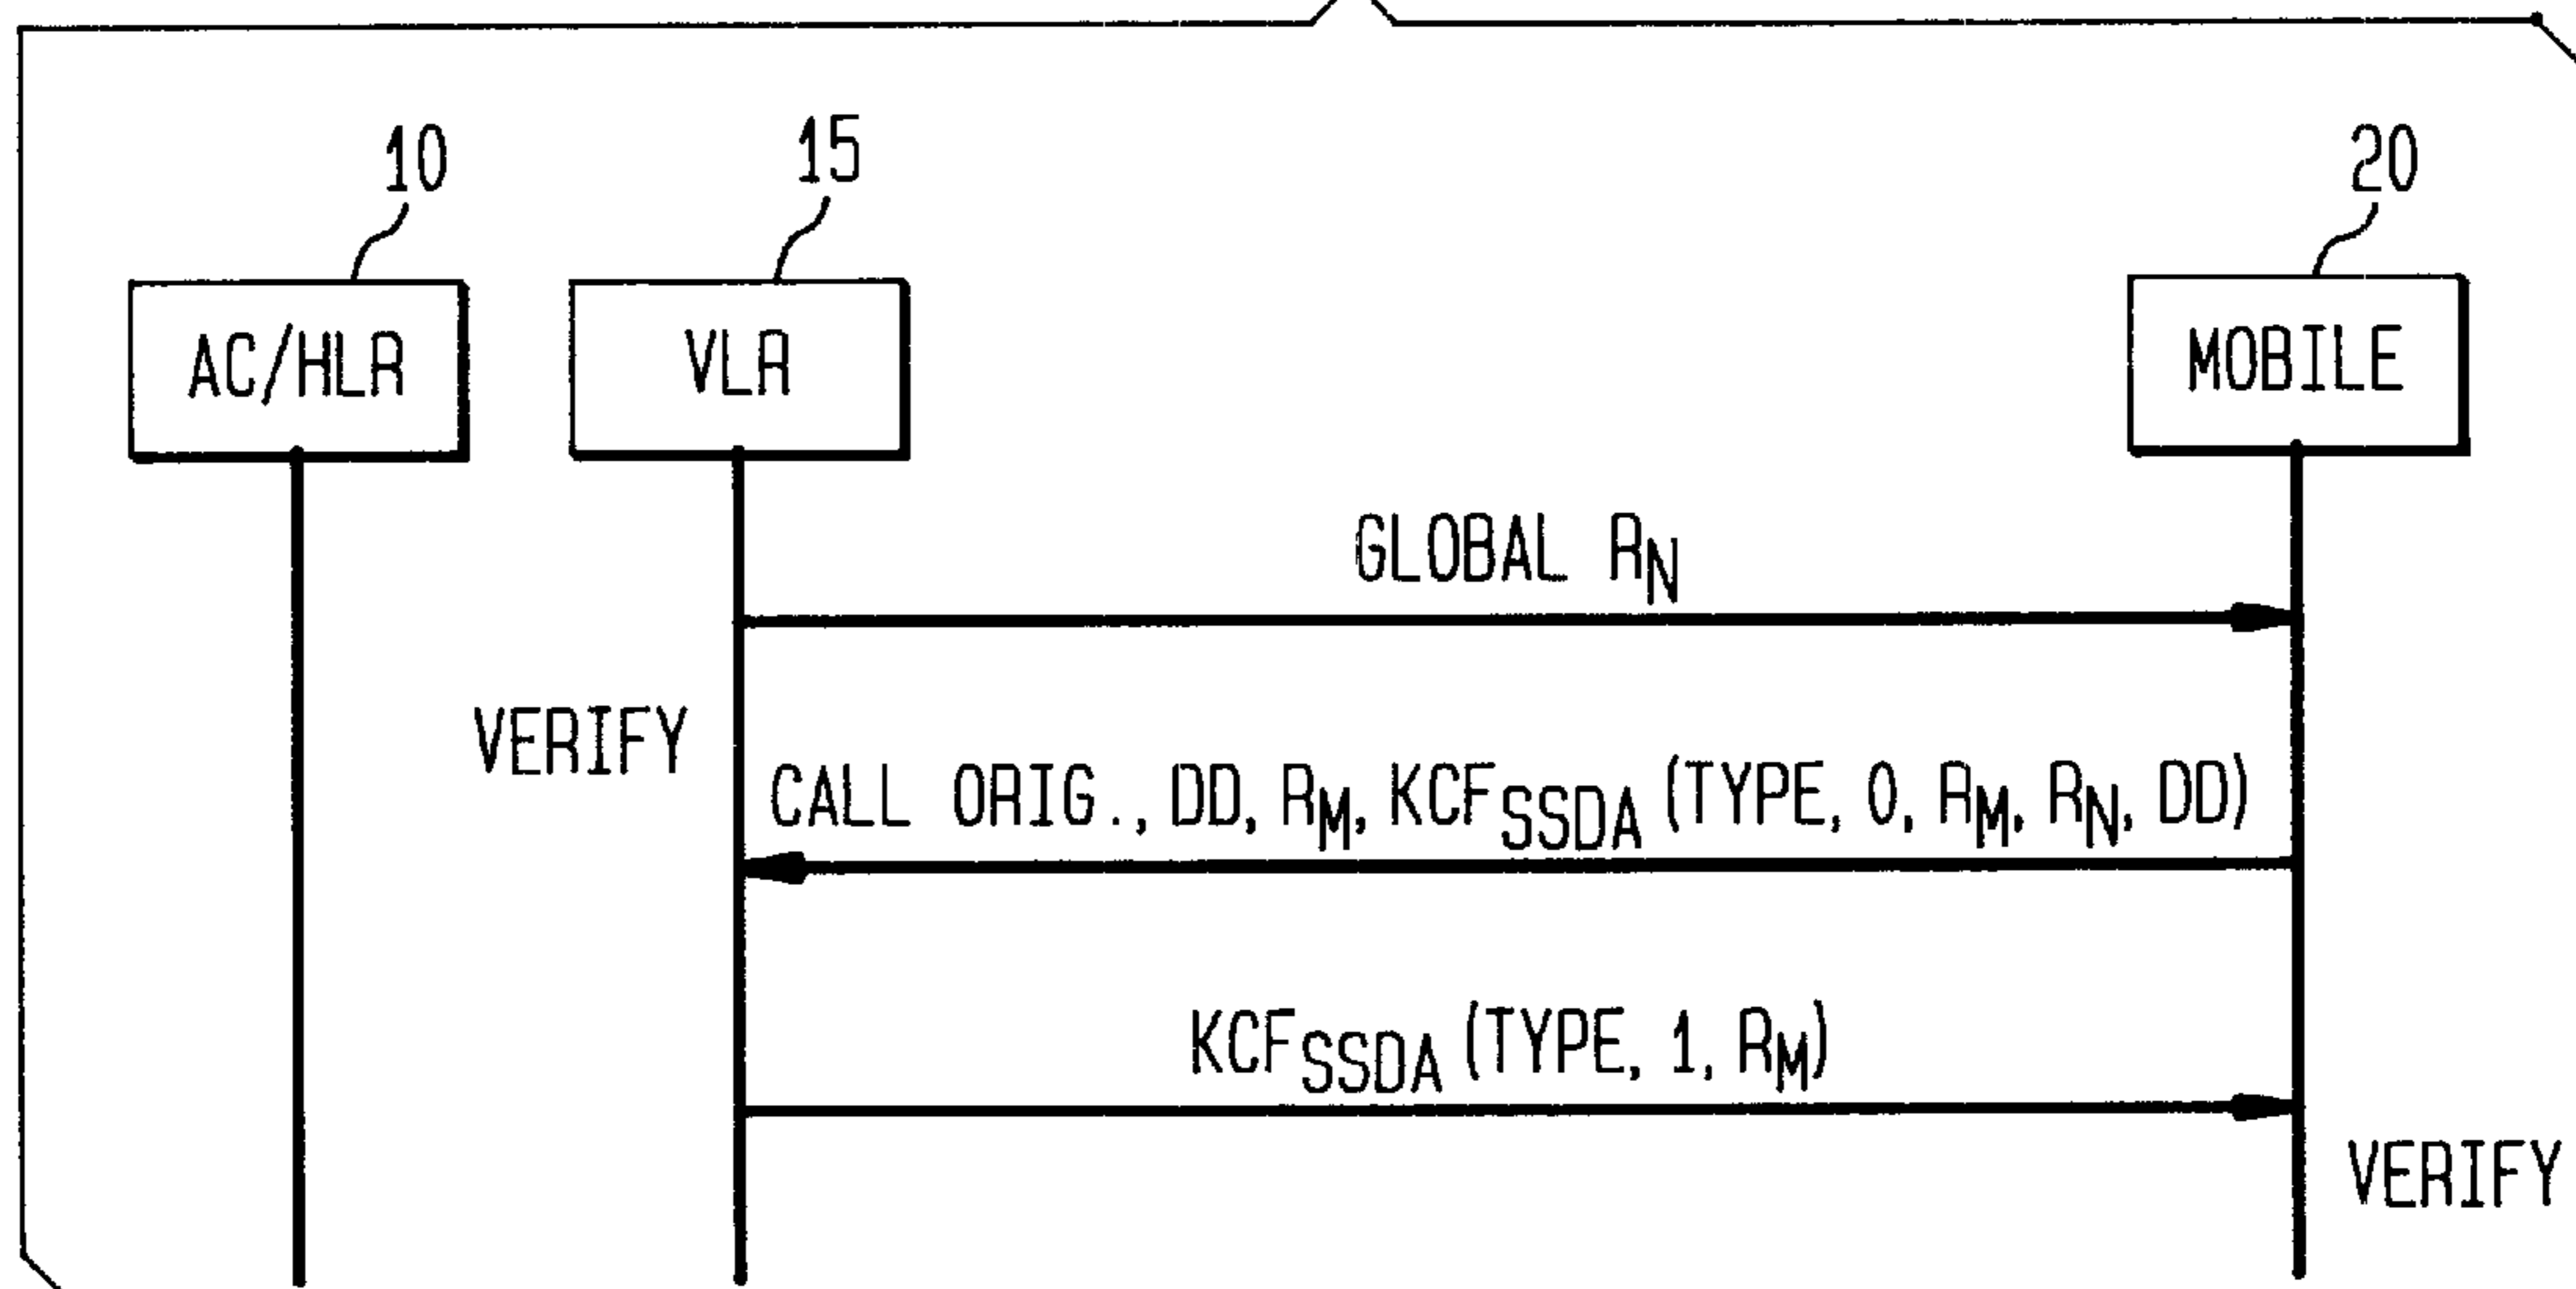 10
15
20
AC/HLR
VLR
MOBILE
GLOBAL RN
VERIFY
CALL ORIG., DD, RM, KCFSSDA (TYPE, 0, RM, RN, DD)
KCFSSDA (TYPE, 1, RM)
VERIFY